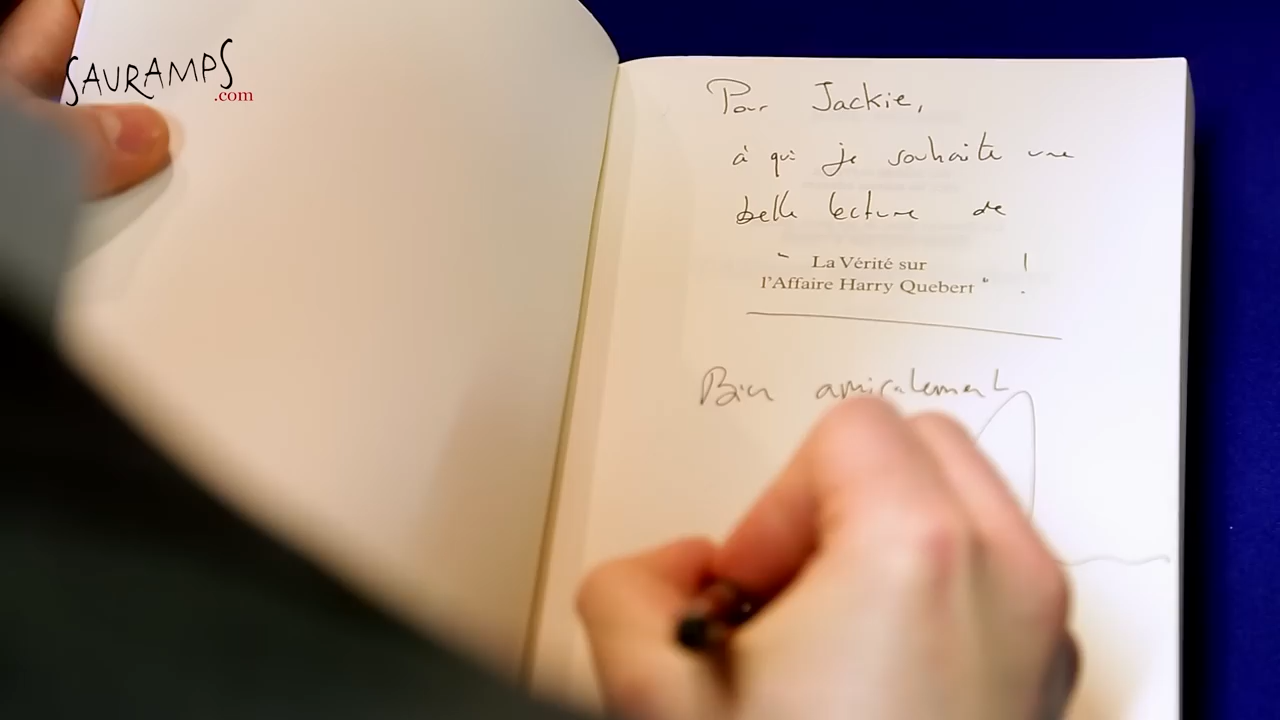 SAURAMPS
.com
Pour Jackie,
à qui je souhaite une
belle lecture de
" La Vérité sur !
l'Affaire Harry Quebert "
Bien amicalement